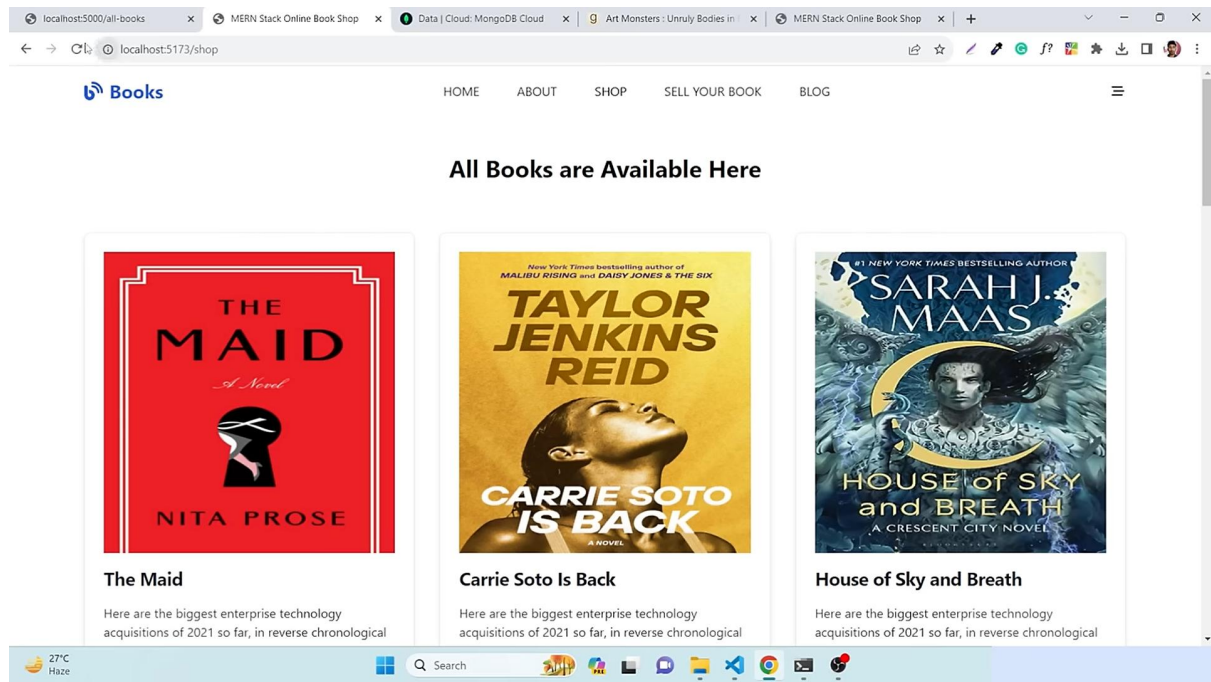 localhost:5000/all-books
MERN Stack Online Book Shop
Data | Cloud: MongoDB Cloud
Art Monsters : Unruly Bodies in
MERN Stack Online Book Shop
localhost:5173/shop
Books
HOME
ABOUT
SHOP
SELL YOUR BOOK
BLOG
All Books are Available Here
THE
MAID
A Novel
NITA PROSE
New York Times bestselling author of
MALIBU RISING and DAISY JONES & THE SIX
TAYLOR
JENKINS
REID
CARRIE SOTO
IS BACK
A NOVEL
#1 NEW YORK TIMES BESTSELLING AUTHOR
SARAH J.
MAAS
HOUSE of SKY
and BREATH
A CRESCENT CITY NOVEL
The Maid
Here are the biggest enterprise technology
acquisitions of 2021 so far, in reverse chronological
Carrie Soto Is Back
Here are the biggest enterprise technology
acquisitions of 2021 so far, in reverse chronological
House of Sky and Breath
Here are the biggest enterprise technology
acquisitions of 2021 so far, in reverse chronological
27°C
Haze
Search